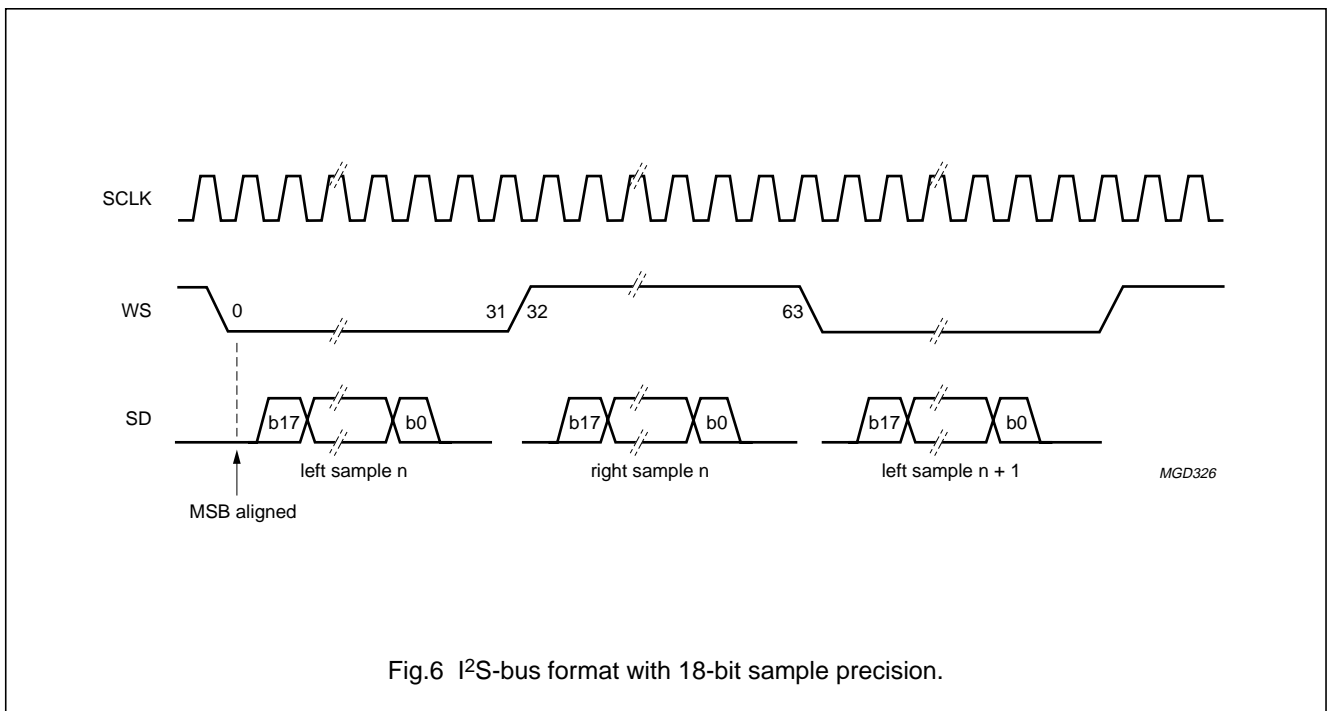 SCLK
WS
0
31
32
63
SD
b17
b0
b17
b0
b17
b0
left sample n
right sample n
left sample n + 1
MGD326
MSB aligned
Fig.6 I²S-bus format with 18-bit sample precision.